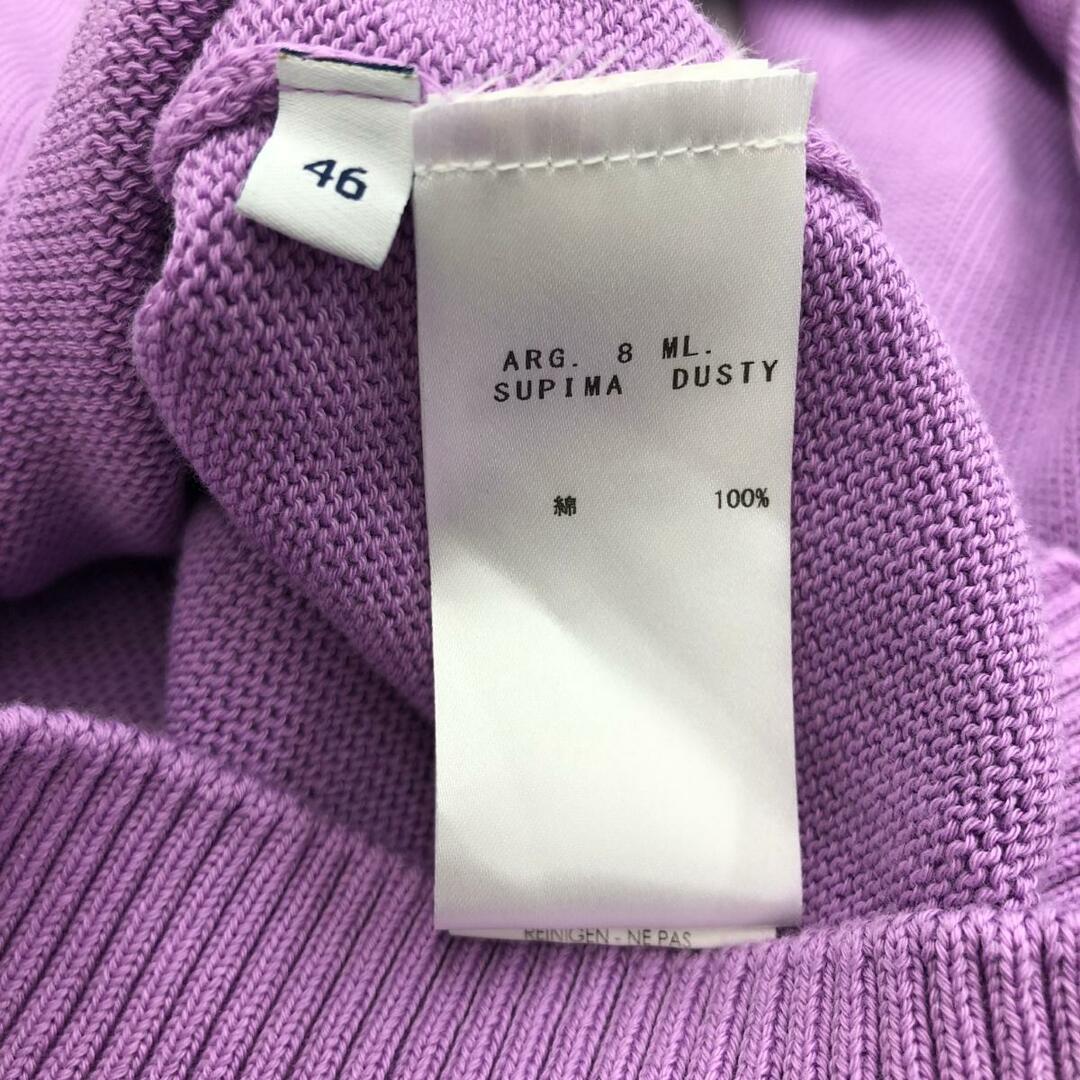 46
ARG. 8 ML.
SUPIMA DUSTY
綿 100%
REINIGEN - NE PAS